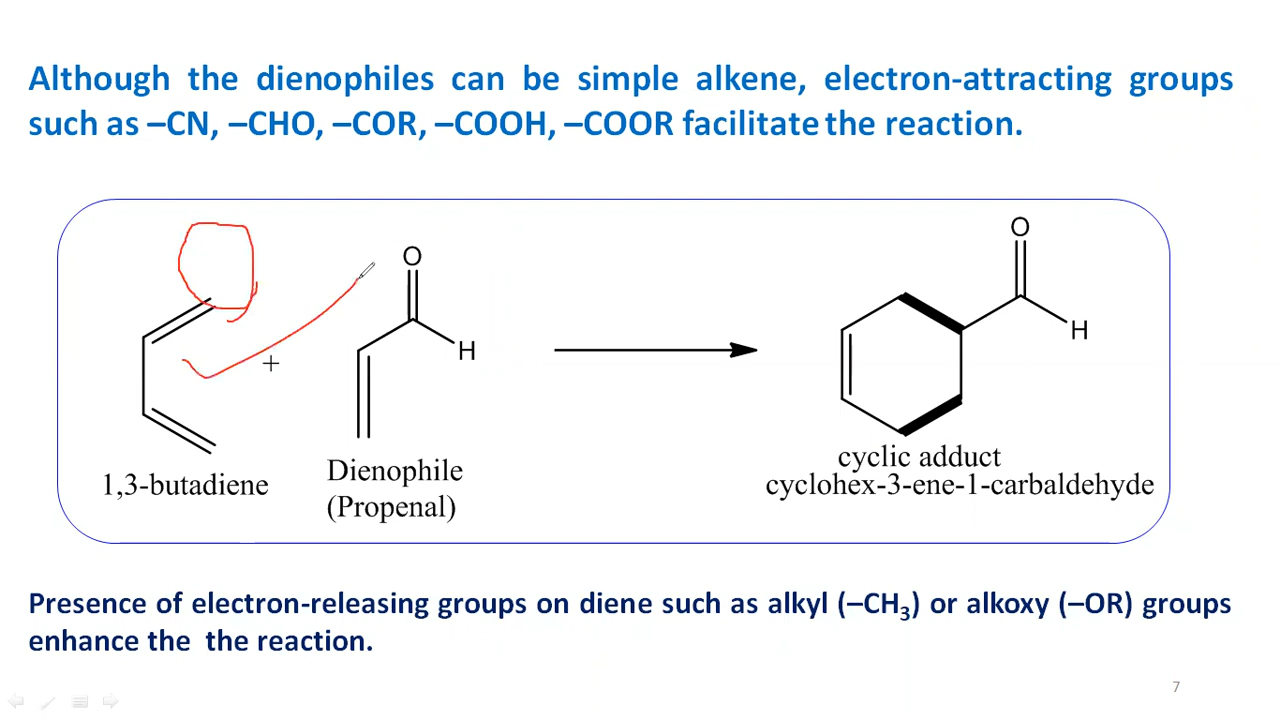 Although the dienophiles can be simple alkene, electron-attracting groups
such as –CN, –CHO, –COR, –COOH, –COOR facilitate the reaction.
O
H
+
1,3-butadiene
Dienophile
(Propenal)
O
H
cyclic adduct
cyclohex-3-ene-1-carbaldehyde
Presence of electron-releasing groups on diene such as alkyl (–CH₃) or alkoxy (–OR) groups
enhance the the reaction.
7